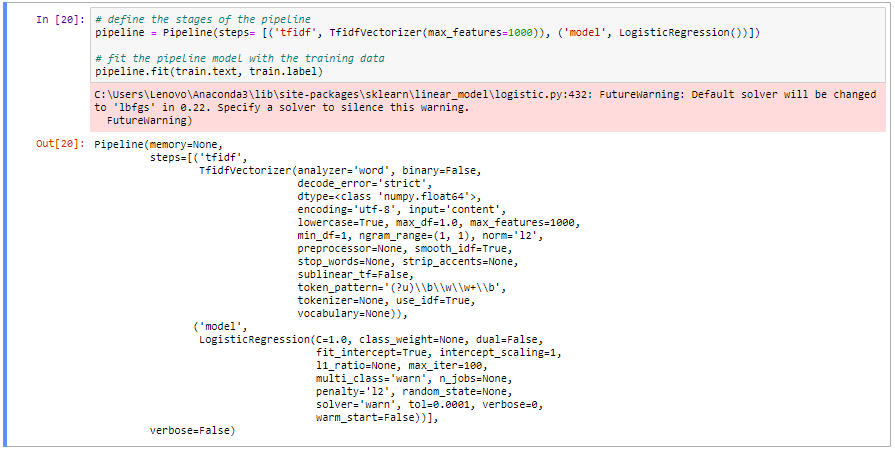 In [20]: # define the stages of the pipeline
pipeline = Pipeline(steps= [('tfidf', TfidfVectorizer(max_features=1000)), ('model', LogisticRegression())])
# fit the pipeline model with the training data
pipeline.fit(train.text, train.label)
C:\Users\Lenovo\Anaconda3\lib\site-packages\sklearn\linear_model\logistic.py:432: FutureWarning: Default solver will be changed
to 'lbfgs' in 0.22. Specify a solver to silence this warning.
FutureWarning)
Out[20]: Pipeline(memory=None,
steps=[('tfidf',
TfidfVectorizer(analyzer='word', binary=False,
decode_error='strict',
dtype=<class 'numpy.float64'>,
encoding='utf-8', input='content',
lowercase=True, max_df=1.0, max_features=1000,
min_df=1, ngram_range=(1, 1), norm='l2',
preprocessor=None, smooth_idf=True,
stop_words=None, strip_accents=None,
sublinear_tf=False,
token_pattern='(?u)\\b\\w\\w+\\b',
tokenizer=None, use_idf=True,
vocabulary=None)),
('model',
LogisticRegression(C=1.0, class_weight=None, dual=False,
fit_intercept=True, intercept_scaling=1,
l1_ratio=None, max_iter=100,
multi_class='warn', n_jobs=None,
penalty='l2', random_state=None,
solver='warn', tol=0.0001, verbose=0,
warm_start=False))],
verbose=False)